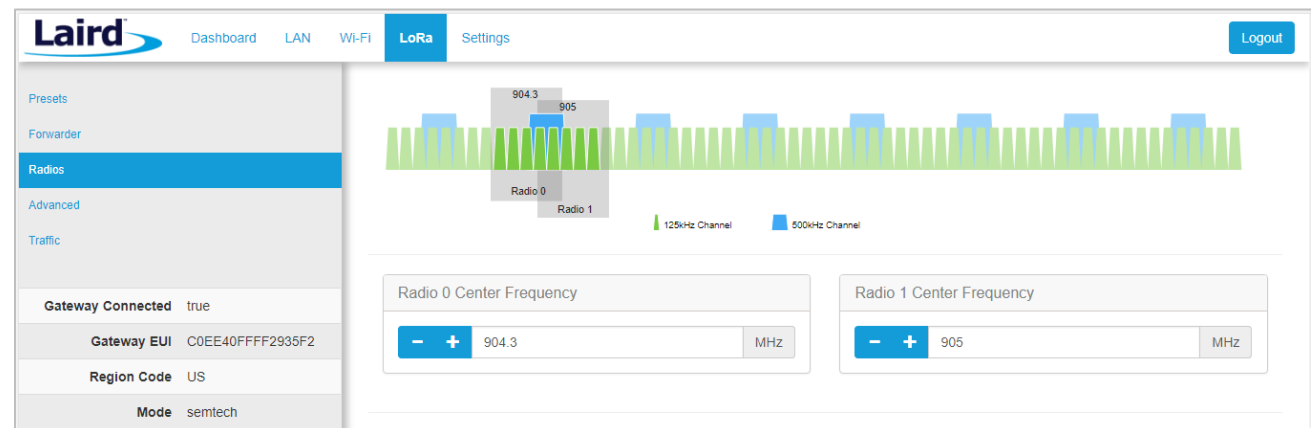 Laird™ Dashboard LAN Wi-Fi LoRa Settings Logout
Presets
Forwarder
Radios
Advanced
Traffic
Gateway Connected true
Gateway EUI C0EE40FFFF2935F2
Region Code US
Mode semtech
904.3
905
Radio 0
Radio 1
125kHz Channel 500kHz Channel
Radio 0 Center Frequency
− + 904.3 MHz
Radio 1 Center Frequency
− + 905 MHz